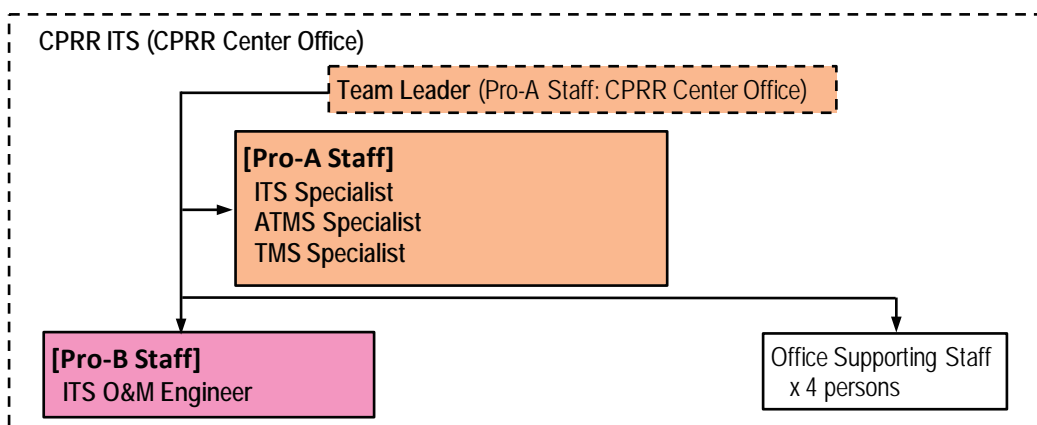 CPRR ITS (CPRR Center Office)
Team Leader (Pro-A Staff: CPRR Center Office)
[Pro-A Staff]
ITS Specialist
ATMS Specialist
TMS Specialist
[Pro-B Staff]
ITS O&M Engineer
Office Supporting Staff
x 4 persons